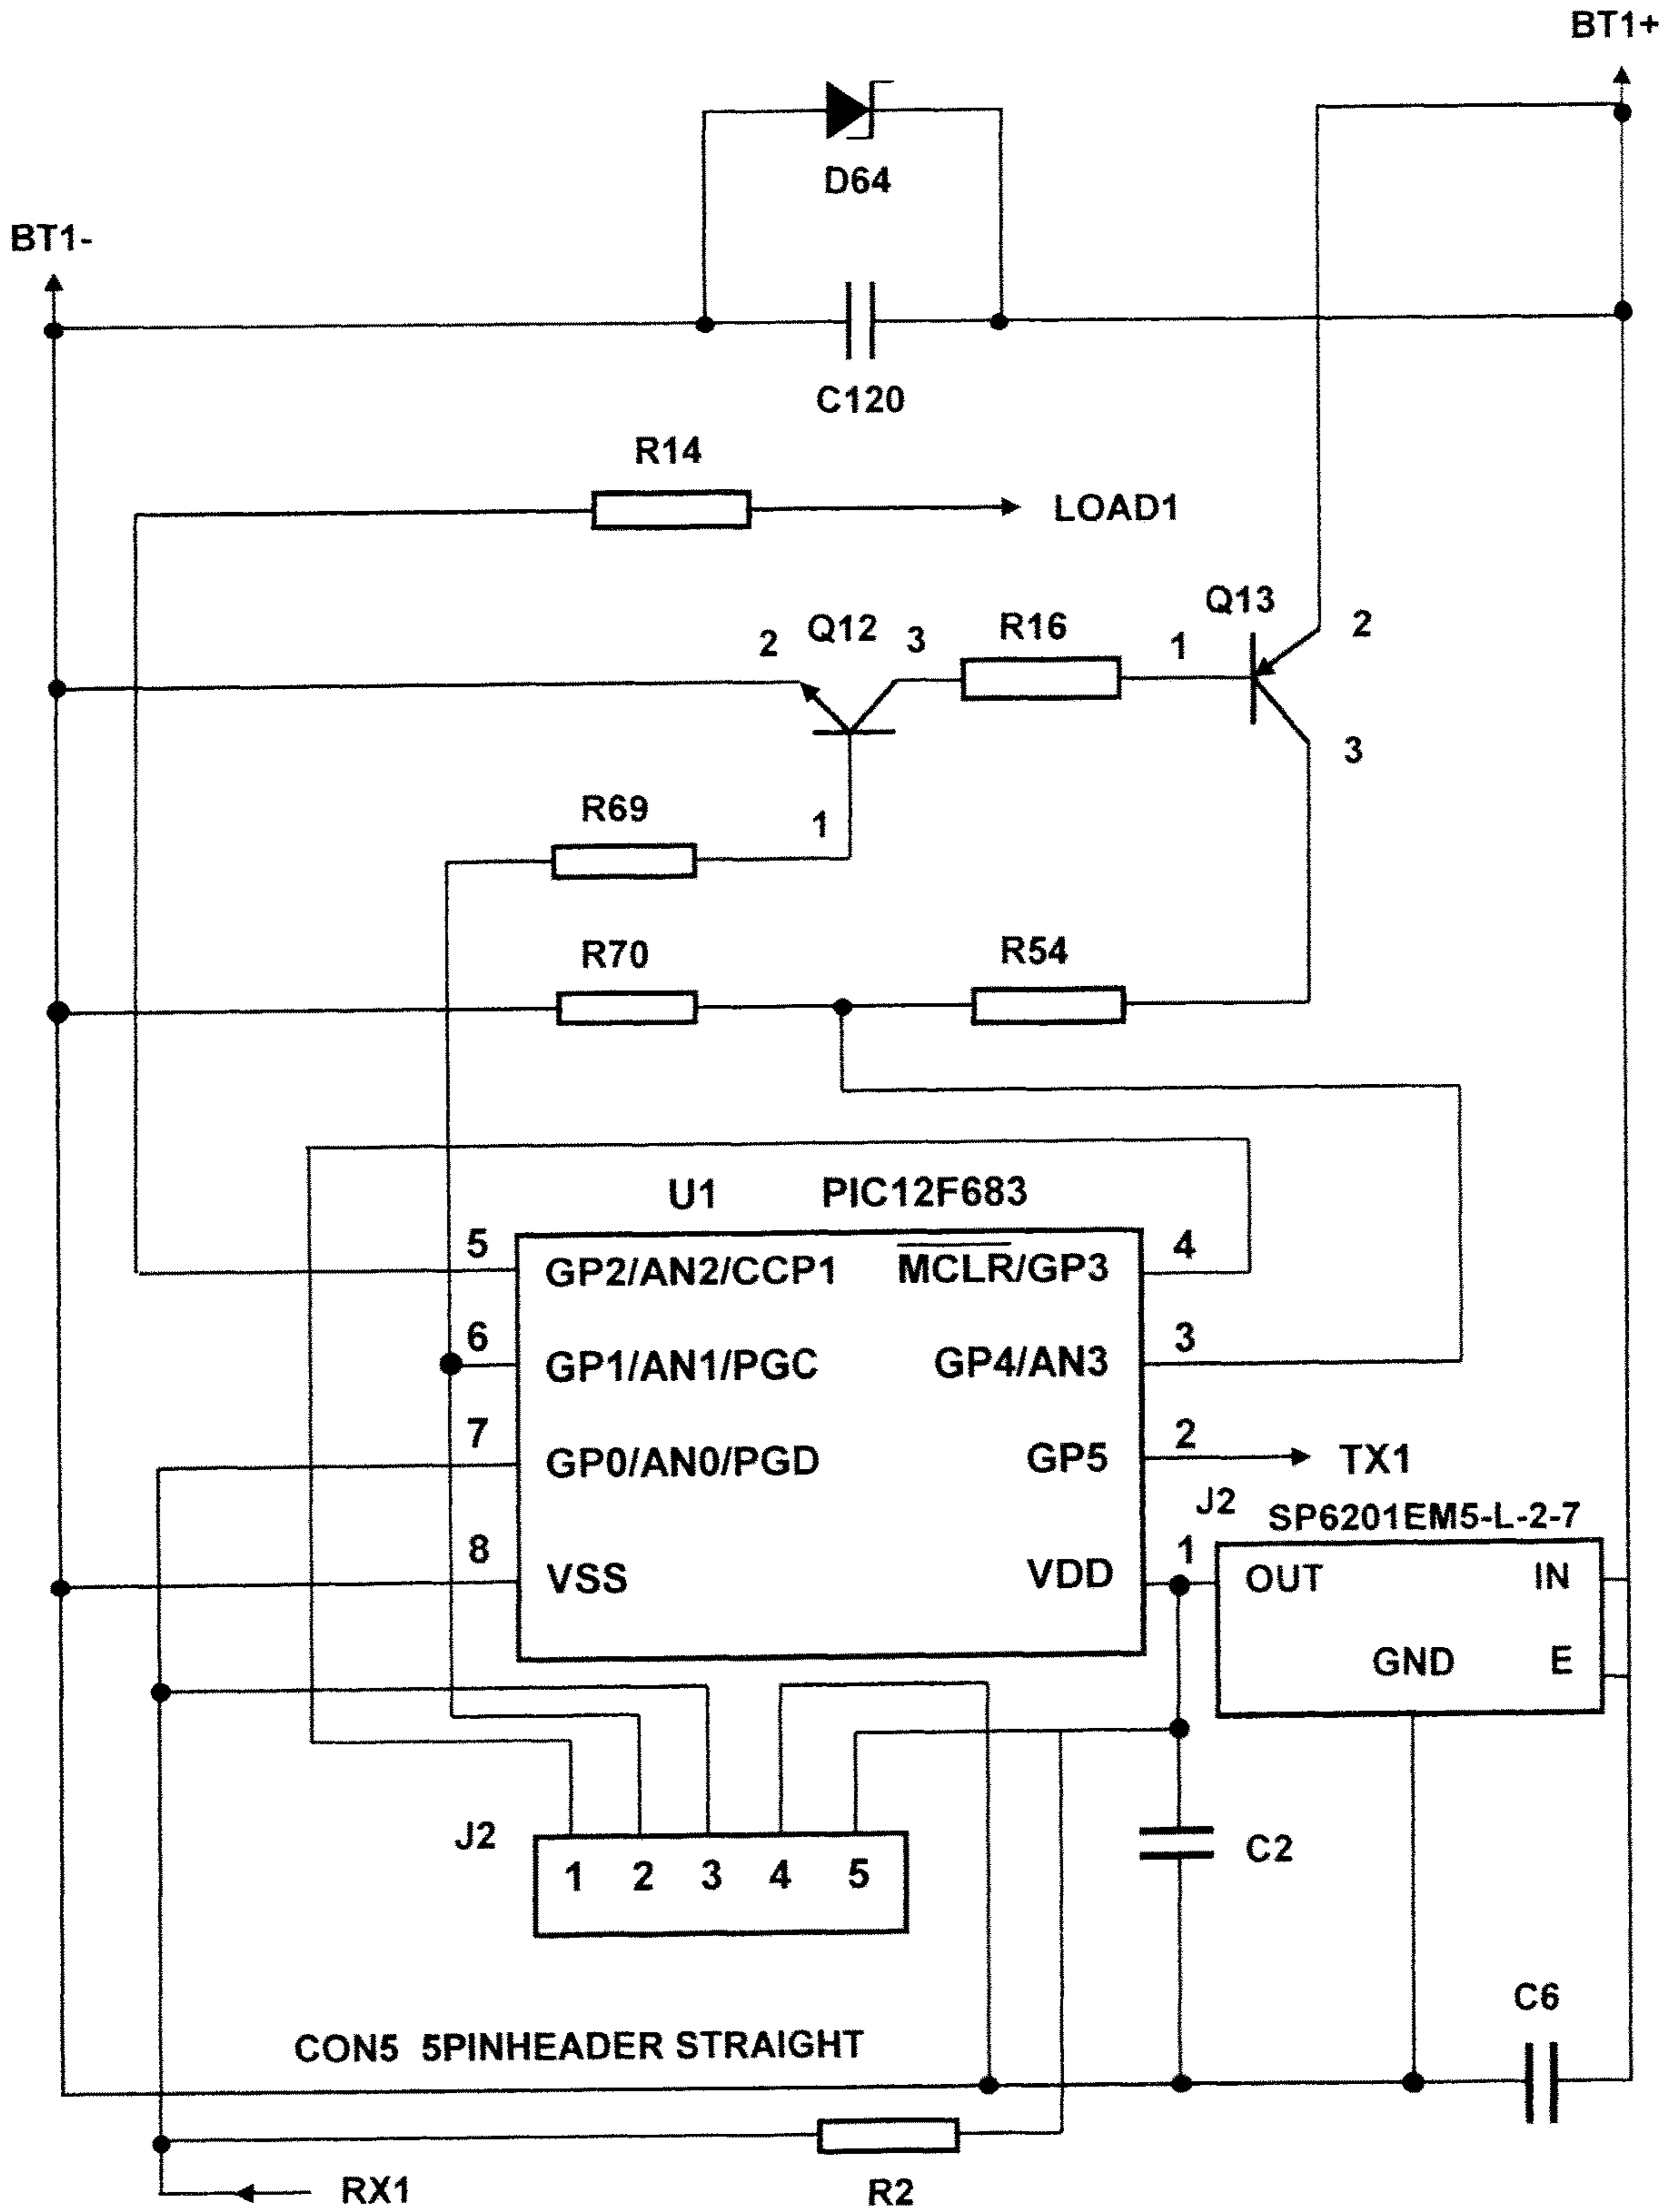 BT1+
D64
BT1-
C120
R14
LOAD1
Q13
2
Q12
3
R16
1
2
3
R69
1
R70
R54
U1 PIC12F683
5
GP2/AN2/CCP1
MCLR/GP3
4
6
GP1/AN1/PGC
GP4/AN3
3
7
GP0/AN0/PGD
GP5
2
TX1
J2
SP6201EM5-L-2-7
8
VSS
VDD
1
OUT
IN
GND
E
J2
1 2 3 4 5
C2
C6
CON5 5PINHEADER STRAIGHT
RX1
R2